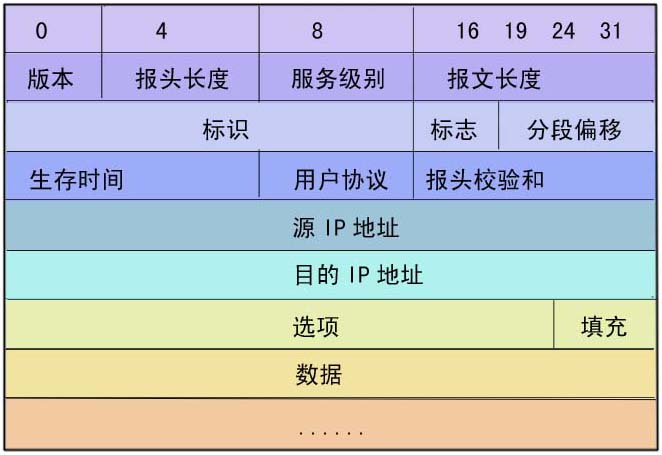 0 4 8 16 19 24 31
版本 报头长度 服务级别 报文长度
标识 标志 分段偏移
生存时间 用户协议 报头校验和
源 IP 地址
目的 IP 地址
选项 填充
数据
......